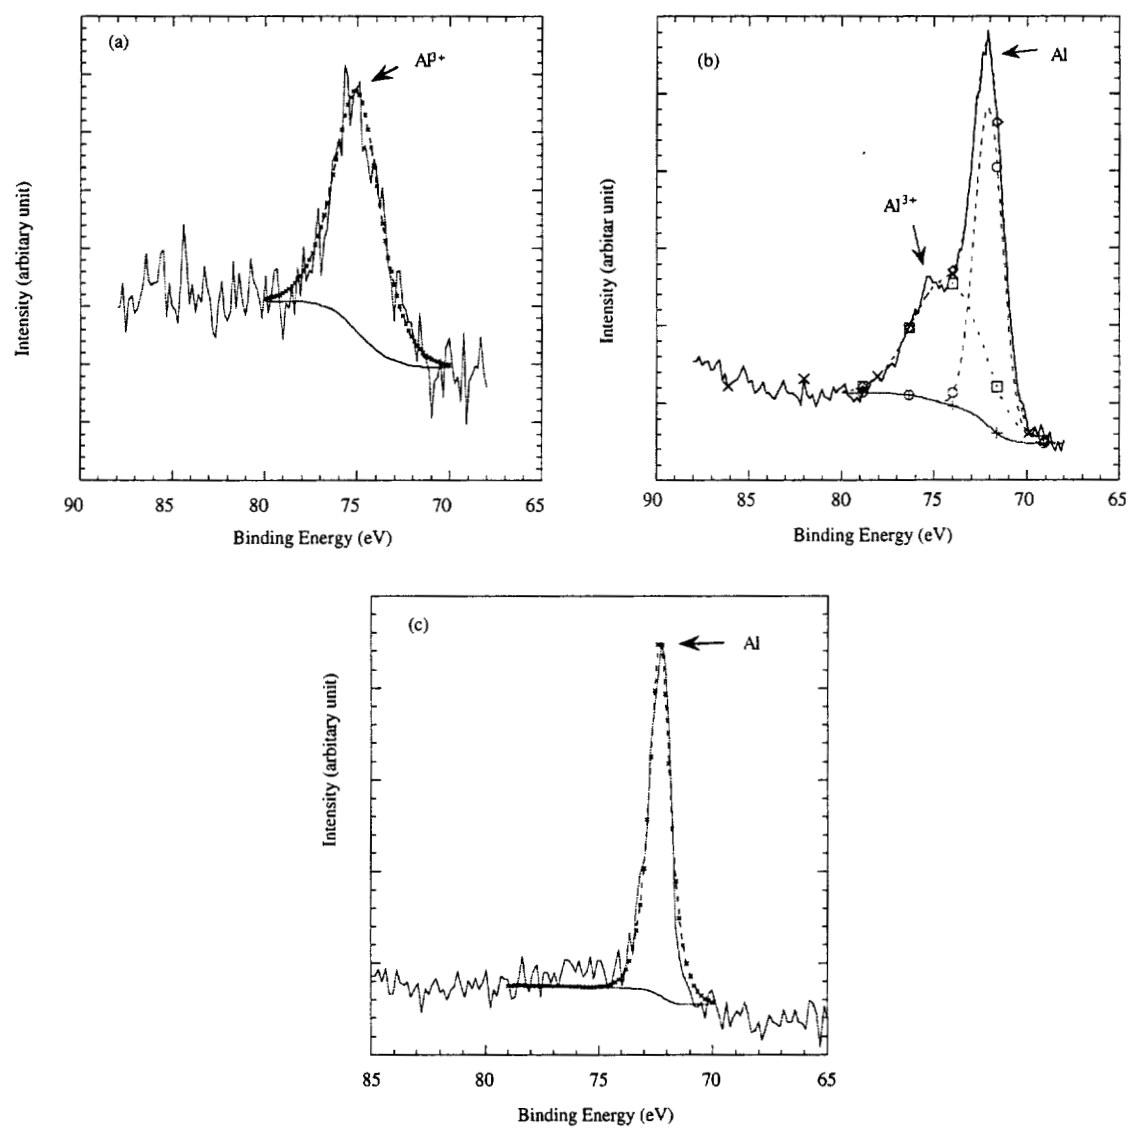 (a)
Al³⁺
Intensity (arbitary unit)
90 85 80 75 70 65
Binding Energy (eV)
(b)
Al
Al³⁺
Intensity (arbitar unit)
90 85 80 75 70 65
Binding Energy (eV)
(c)
Al
Intensity (arbitary unit)
85 80 75 70 65
Binding Energy (eV)